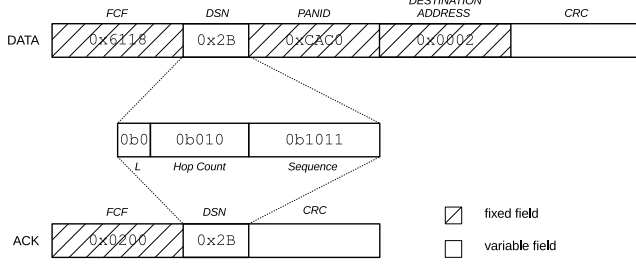 FCF DSN PANID DESTINATION ADDRESS CRC
DATA 0x6118 0x2B 0xCAC0 0x0002
0b0 0b010 0b1011
L Hop Count Sequence
FCF DSN CRC
ACK 0x0200 0x2B
fixed field
variable field